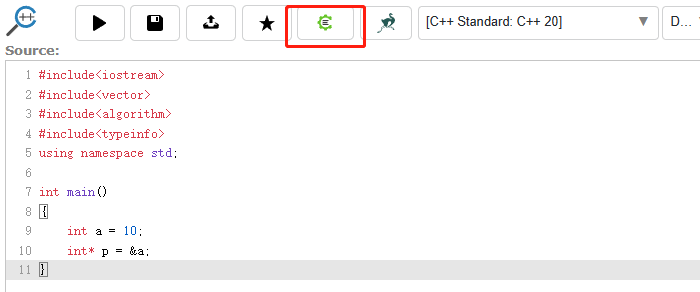 [C++ Standard: C++ 20]
D...
Source:
1 #include<iostream>
2 #include<vector>
3 #include<algorithm>
4 #include<typeinfo>
5 using namespace std;
6
7 int main()
8 {
9 int a = 10;
10 int* p = &a;
11 }